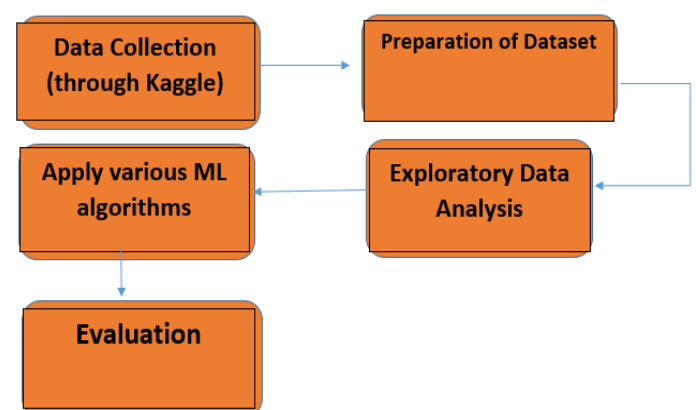 Data Collection
(through Kaggle)
Preparation of Dataset
Exploratory Data
Analysis
Apply various ML
algorithms
Evaluation